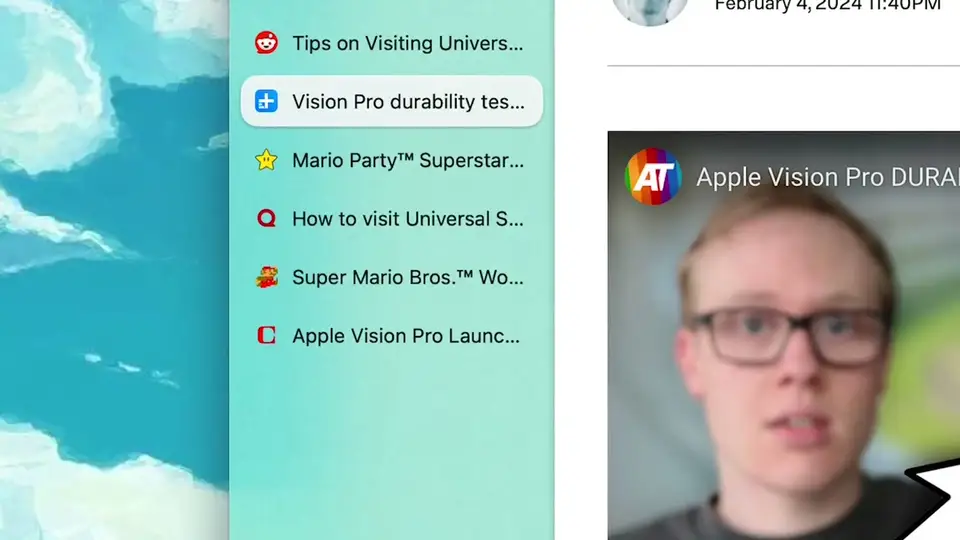 February 4, 2024 11:40PM
Tips on Visiting Univers...
Vision Pro durability tes...
Mario Party™ Superstar...
How to visit Universal S...
Super Mario Bros.™ Wo...
Apple Vision Pro Launc...
AT
Apple Vision Pro DURA